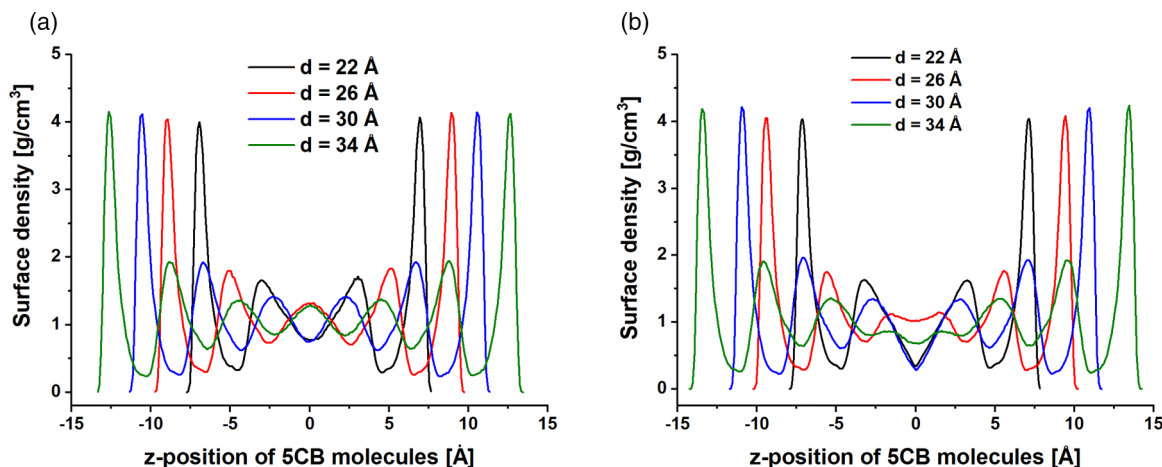 (a)
Surface density [g/cm³]
5
4
3
2
1
0
d = 22 Å
d = 26 Å
d = 30 Å
d = 34 Å
-15 -10 -5 0 5 10 15
z-position of 5CB molecules [Å]
(b)
Surface density [g/cm³]
5
4
3
2
1
0
d = 22 Å
d = 26 Å
d = 30 Å
d = 34 Å
-15 -10 -5 0 5 10 15
z-position of 5CB molecules [Å]